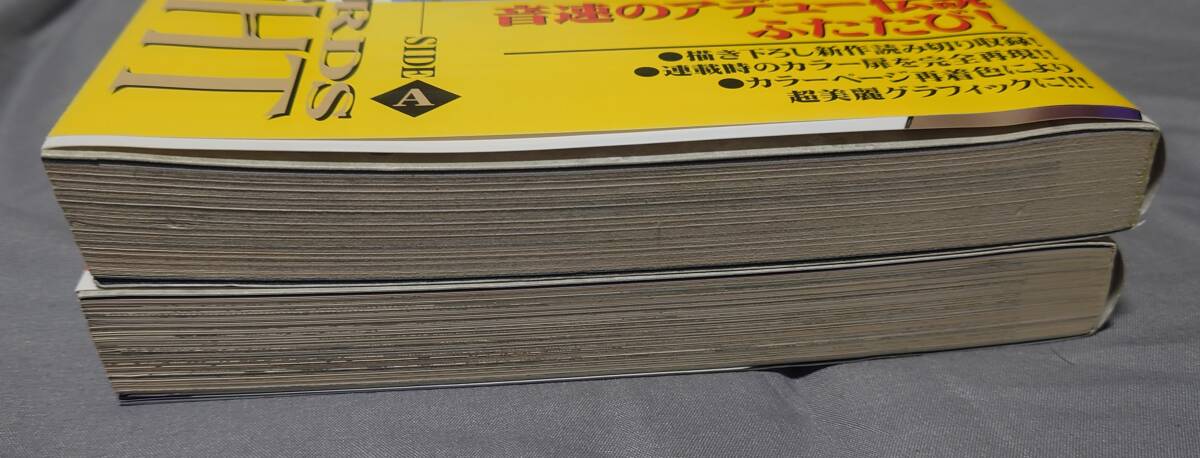 音速のアデュー伝説
ふたたび!
●描き下ろし新作読み切り収録!
●連載時のカラー扉を完全再現!!
●カラーページ再着色により
超美麗グラフィックに!!!
RDS
HT
SIDE
A